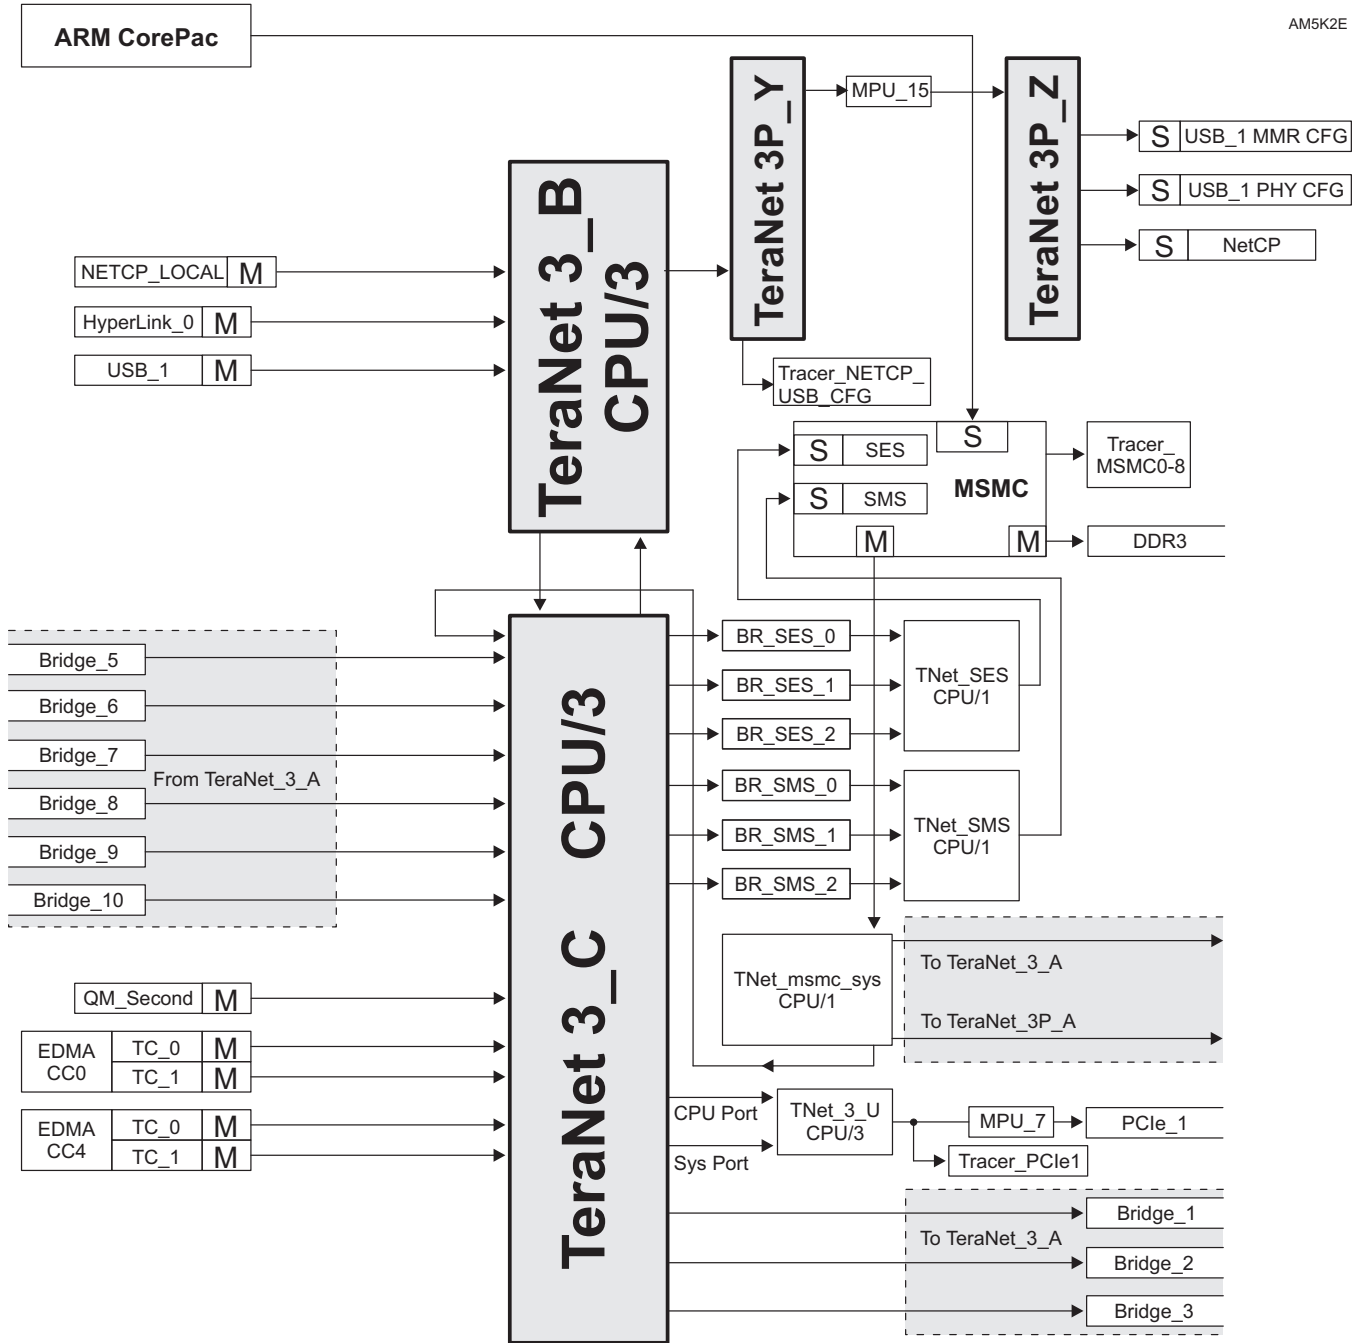 AM5K2E
ARM CorePac
TeraNet 3P_Y
MPU_15
TeraNet 3P_Z
S USB_1 MMR CFG
S USB_1 PHY CFG
S NetCP
TeraNet 3_B
CPU/3
NETCP_LOCAL M
HyperLink_0 M
USB_1 M
Tracer_NETCP_
USB_CFG
S
S SES
S SMS
MSMC
M
M
Tracer_
MSMC0-8
DDR3
Bridge_5
Bridge_6
Bridge_7
From TeraNet_3_A
Bridge_8
Bridge_9
Bridge_10
TeraNet 3_C CPU/3
BR_SES_0
BR_SES_1
BR_SES_2
TNet_SES
CPU/1
BR_SMS_0
BR_SMS_1
BR_SMS_2
TNet_SMS
CPU/1
TNet_msmc_sys
CPU/1
To TeraNet_3_A
To TeraNet_3P_A
QM_Second M
EDMA
CC0
TC_0 M
TC_1 M
EDMA
CC4
TC_0 M
TC_1 M
CPU Port
Sys Port
TNet_3_U
CPU/3
MPU_7
PCIe_1
Tracer_PCIe1
To TeraNet_3_A
Bridge_1
Bridge_2
Bridge_3